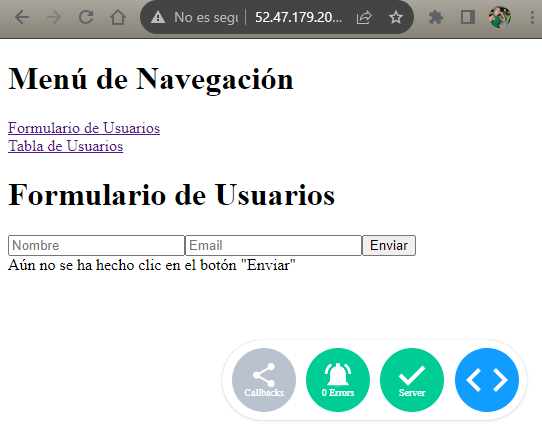 No es segu
52.47.179.20...
Menú de Navegación
Formulario de Usuarios
Tabla de Usuarios
Formulario de Usuarios
Nombre
Email
Enviar
Aún no se ha hecho clic en el botón "Enviar"
Callbacks
0 Errors
Server